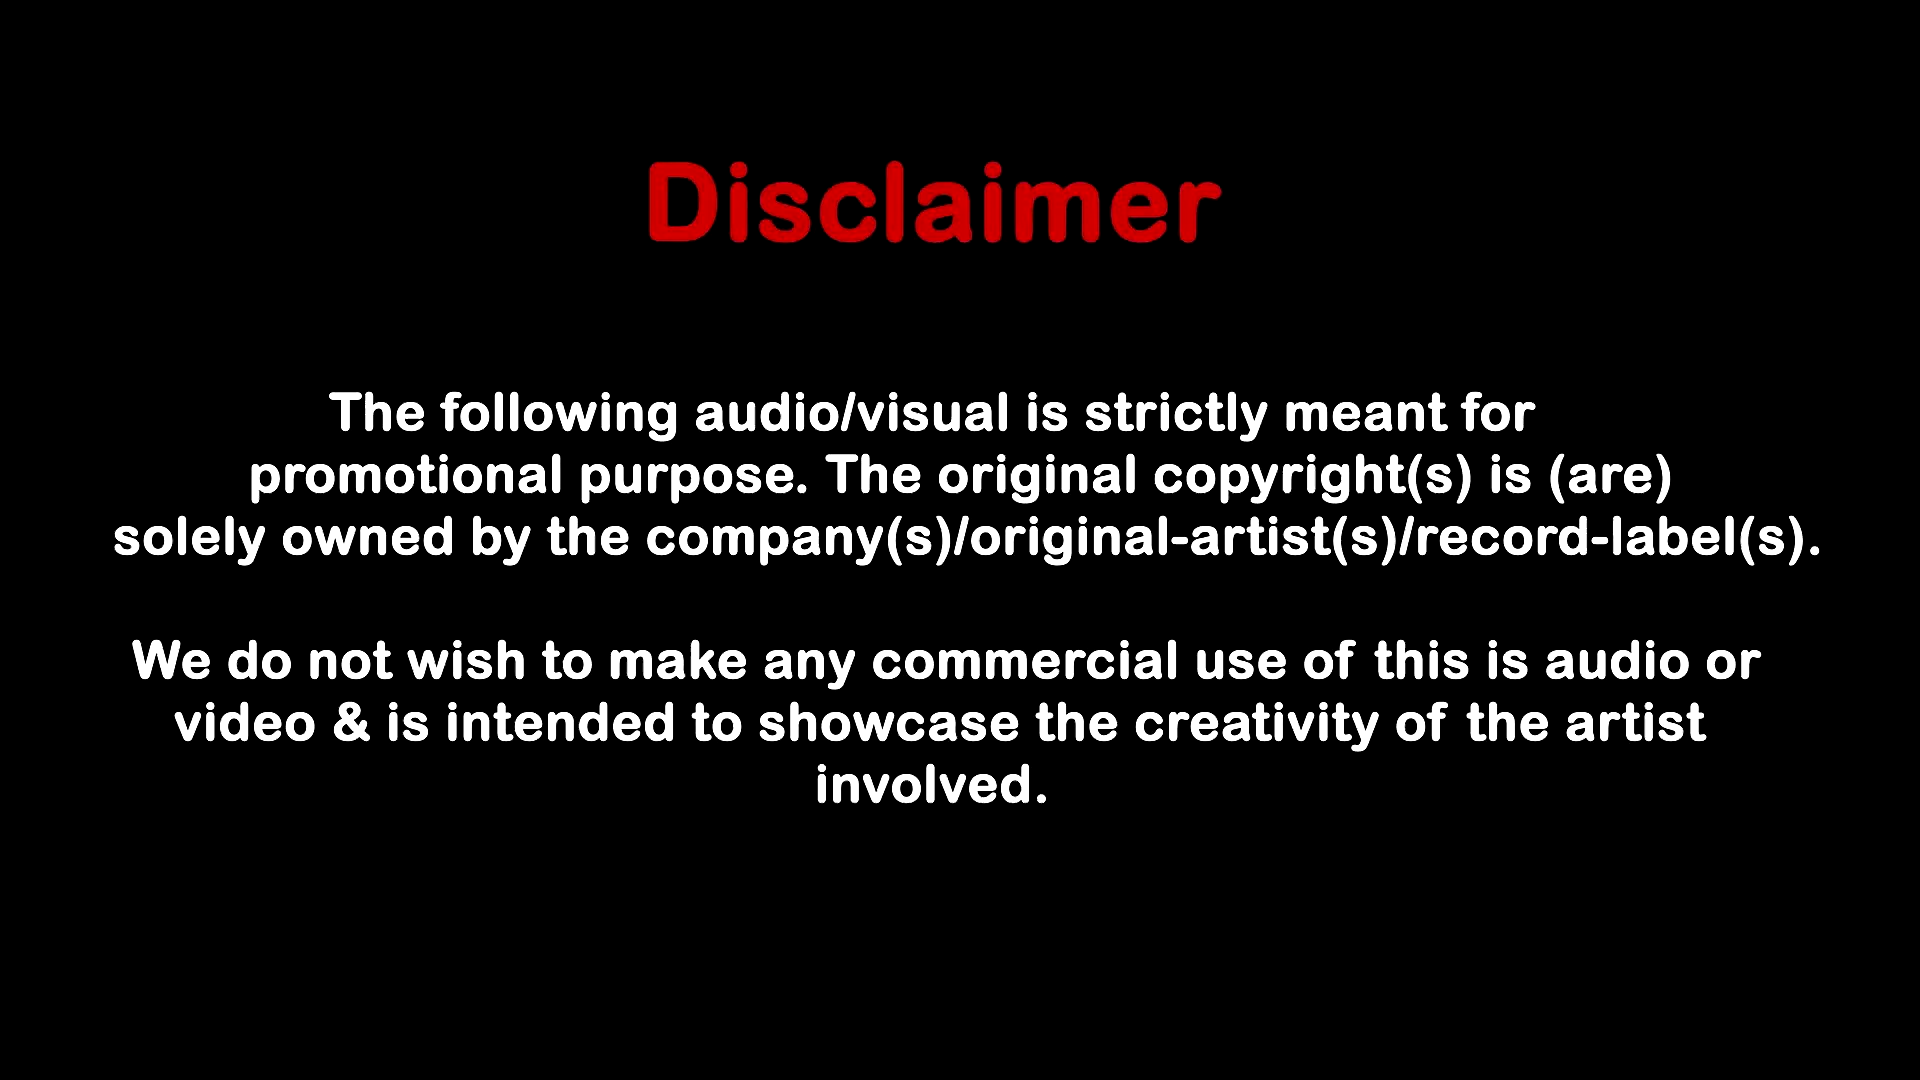 Disclaimer
The following audio/visual is strictly meant for
promotional purpose. The original copyright(s) is (are)
solely owned by the company(s)/original-artist(s)/record-label(s).
We do not wish to make any commercial use of this is audio or
video & is intended to showcase the creativity of the artist
involved.